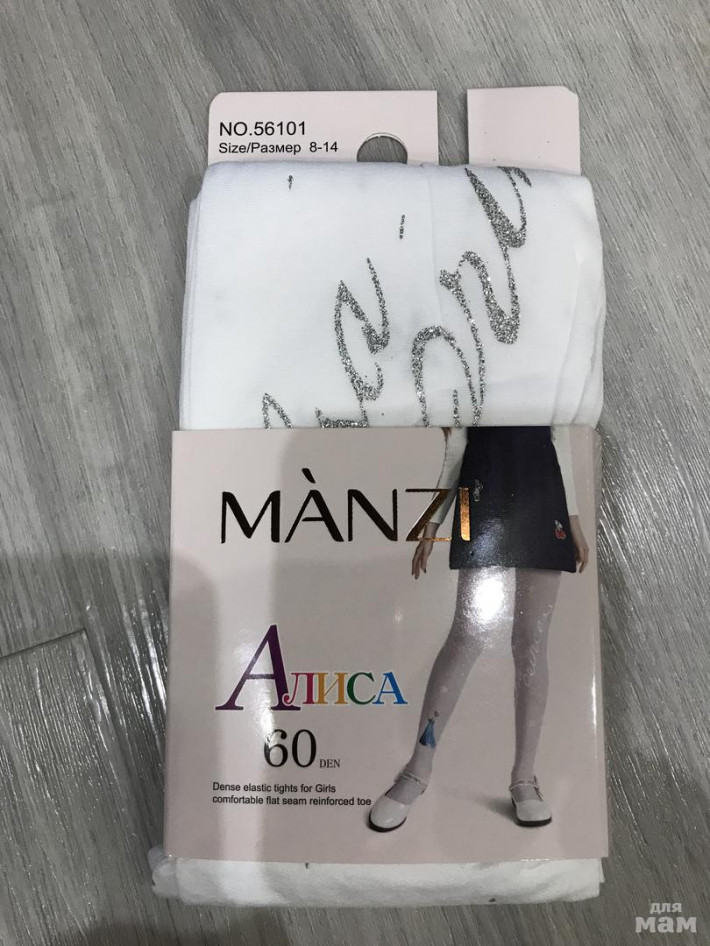 NO.56101
Size/Размер 8-14
MÀNZI
Алиса
60 DEN
Dense elastic tights for Girls
comfortable flat seam reinforced toe
для
мам